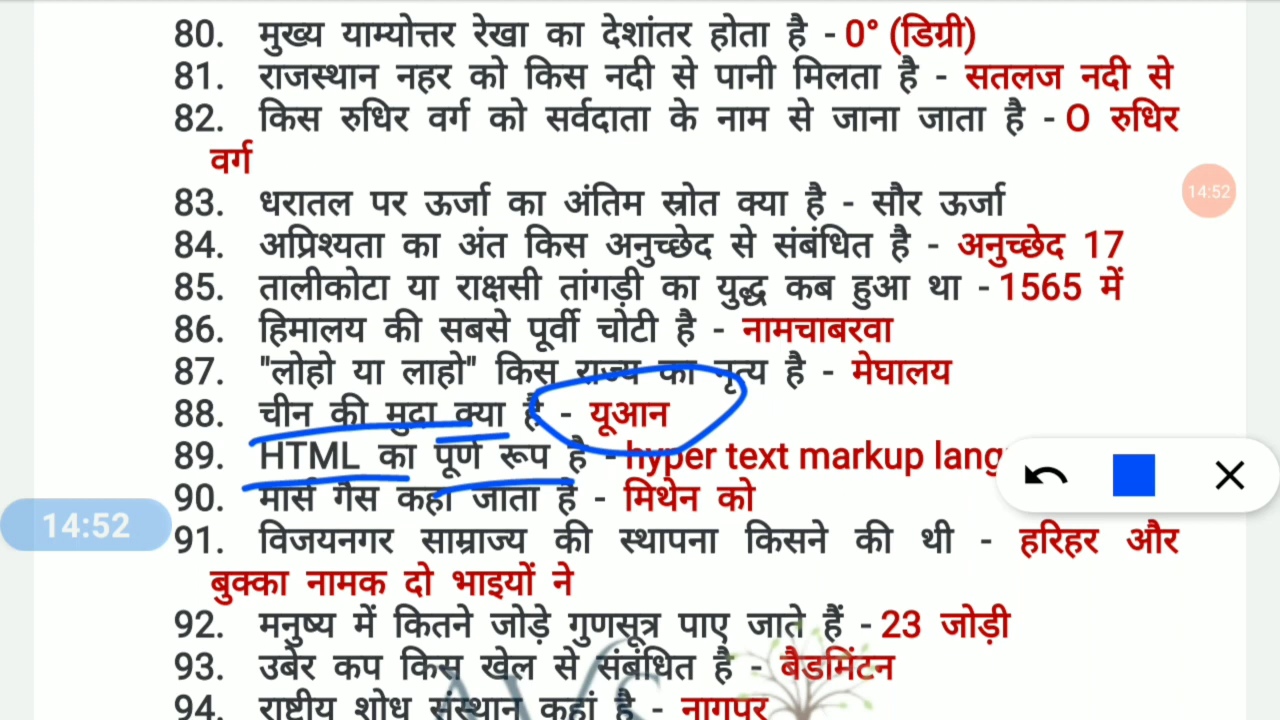 80. मुख्य याम्योत्तर रेखा का देशांतर होता है - 0° (डिग्री)
81. राजस्थान नहर को किस नदी से पानी मिलता है - सतलज नदी से
82. किस रुधिर वर्ग को सर्वदाता के नाम से जाना जाता है - O रुधिर
वर्ग
83. धरातल पर ऊर्जा का अंतिम स्रोत क्या है - सौर ऊर्जा
14:52
84. अप्रिश्यता का अंत किस अनुच्छेद से संबंधित है - अनुच्छेद 17
85. तालीकोटा या राक्षसी तांगड़ी का युद्ध कब हुआ था - 1565 में
86. हिमालय की सबसे पूर्वी चोटी है - नामचाबरवा
87. "लोहो या लाहो" किस राज्य का नृत्य है - मेघालय
88. चीन की मुद्रा क्या है - यूआन
89. HTML का पूर्ण रूप है - hyper text markup lang
90. मार्स गैस कहा जाता है - मिथेन को
14:52
91. विजयनगर साम्राज्य की स्थापना किसने की थी - हरिहर और
बुक्का नामक दो भाइयों ने
92. मनुष्य में कितने जोड़े गुणसूत्र पाए जाते हैं - 23 जोड़ी
93. उबेर कप किस खेल से संबंधित है - बैडमिंटन
94. राष्ट्रीय शोध संस्थान कहां है - नागपुर